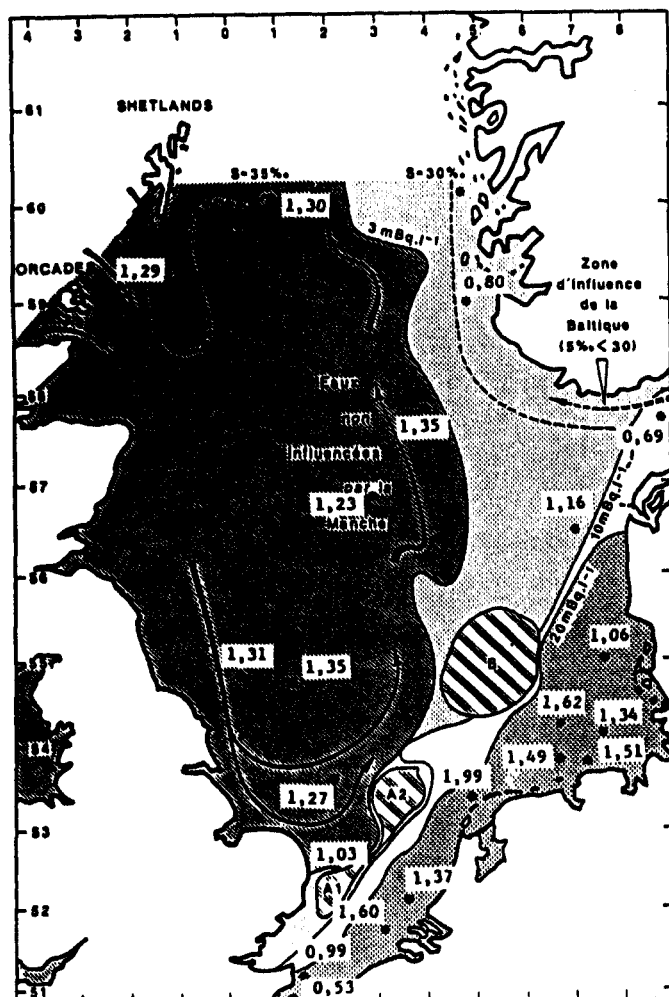 4 3 2 1 0 1 2 3 4 5 6 7 8
61
SHETLANDS
S=35‰
S=30‰
60
1,30
3 mBq.l-1
Zone
d'influence
de la
Baltique
(5‰<30)
ORCADES
1,29
59
0,80
58
Eaux
non
Influencées
par la
Manche
1,35
0,69
57
1,23
1,16
10mBq.l-1
56
20mBq.l-1
1,31
1,35
B
1,06
55
1,62
1,34
54
1,49
1,51
1,99
1,27
A2
53
1,03
1,37
A1
52
1,60
0,99
0,53
51